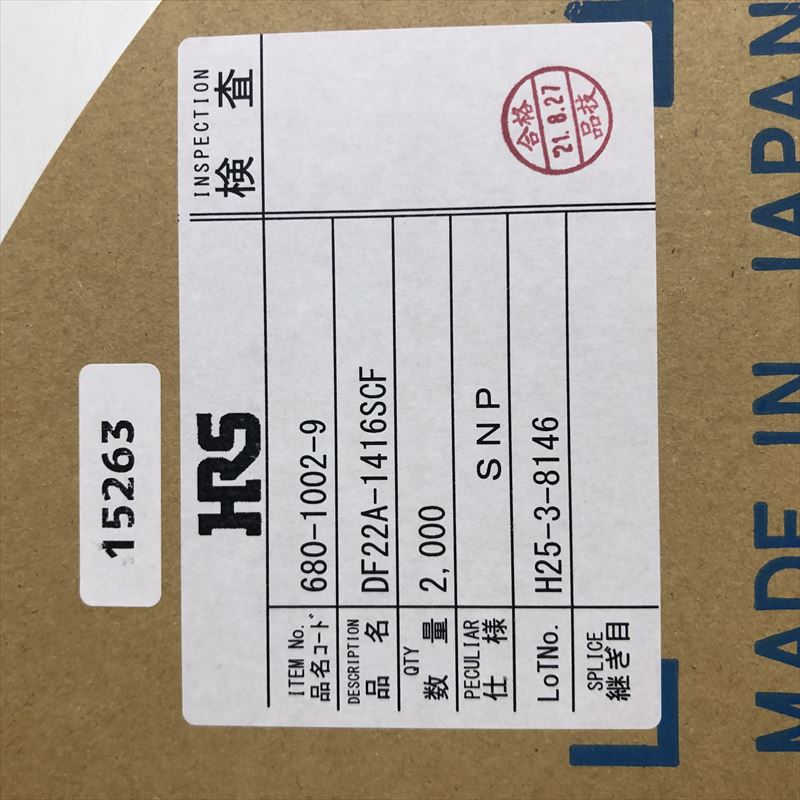 15263
HRS
INSPECTION
検査
ITEM No.
品名コード
680-1002-9
DESCRIPTION
品名
DF22A-1416SCF
QTY
数量
2,000
PECULIAR
仕様
SNP
LoTNo.
H25-3-8146
SPLICE
継ぎ目
合格
21.8.27
品技
MADE IN JAPAN